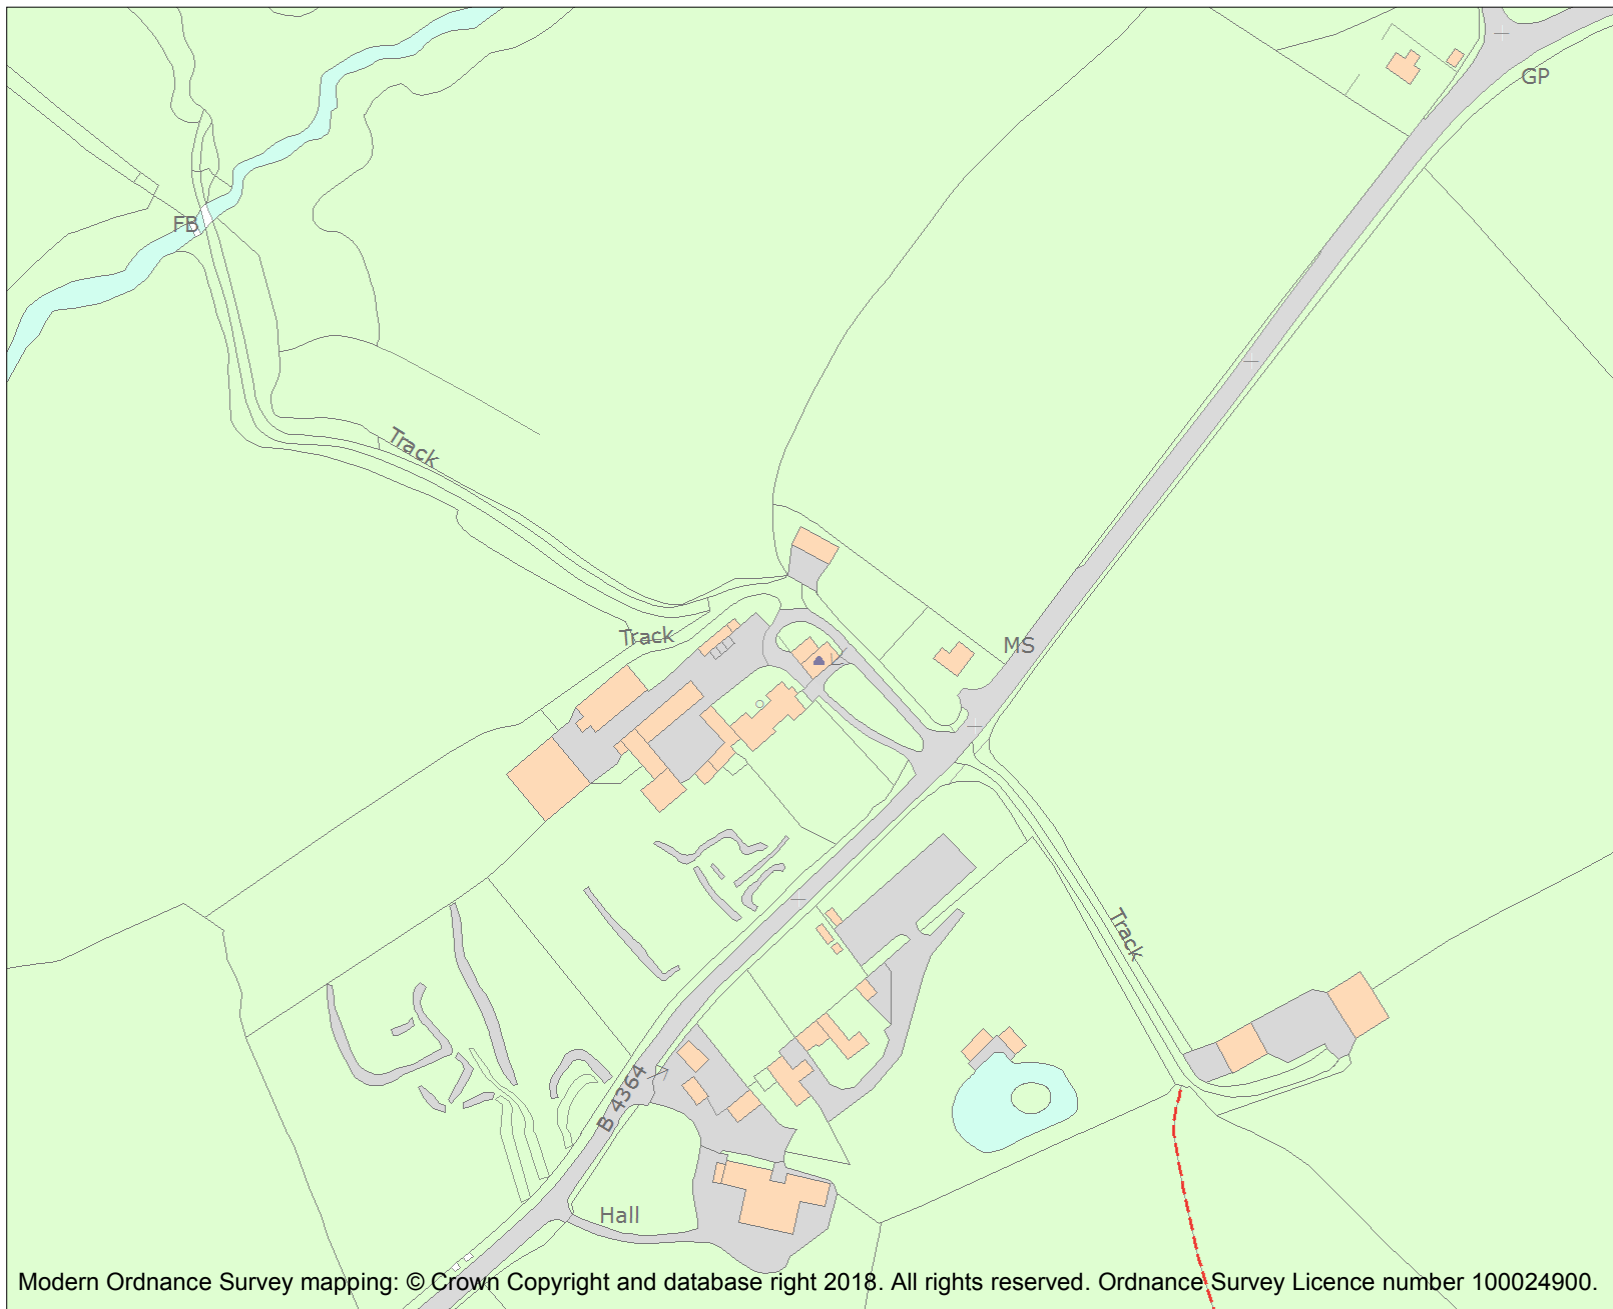 GP
FB
Track
Track
MS
Track
B 4364
Hall
Modern Ordnance Survey mapping: © Crown Copyright and database right 2018. All rights reserved. Ordnance Survey Licence number 100024900.